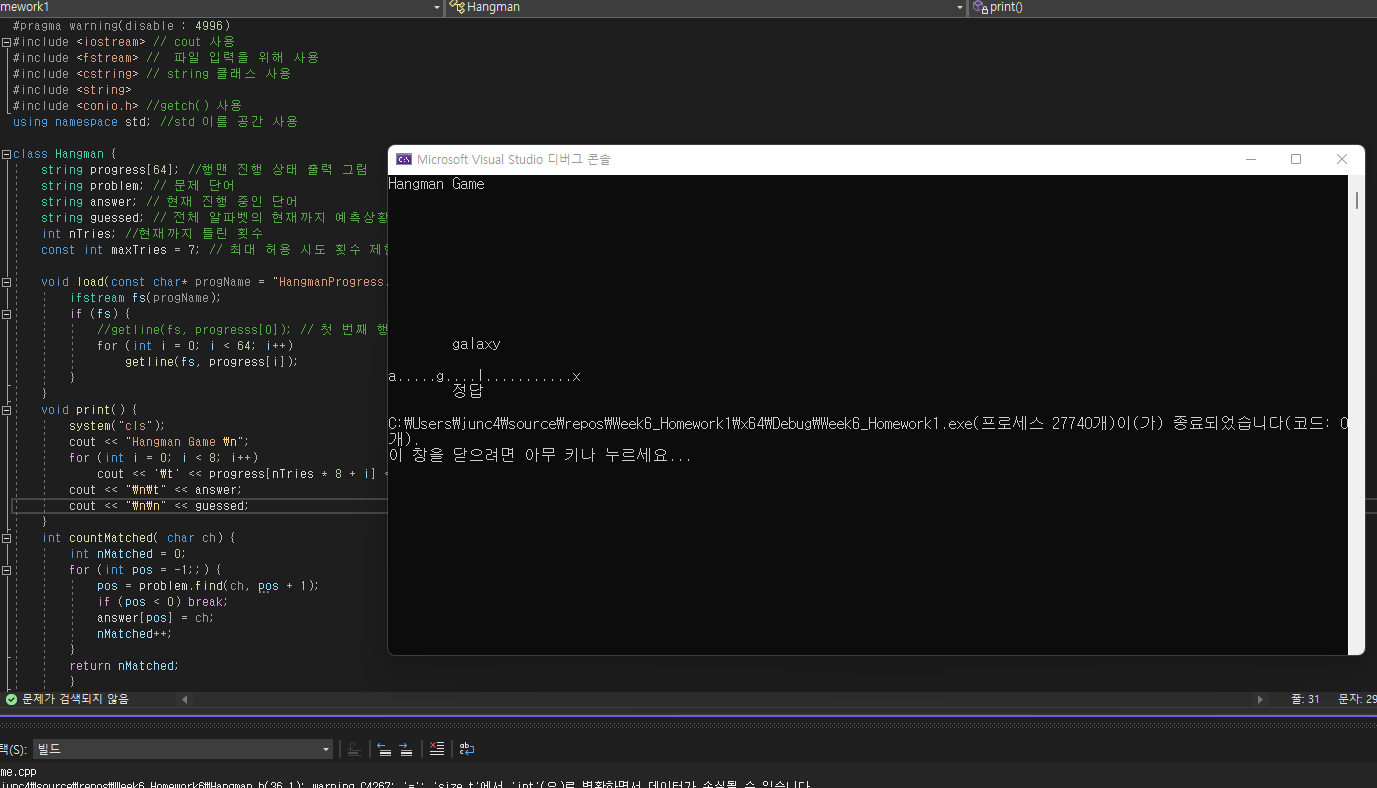 mework1
Hangman
print()
#pragma warning(disable : 4996)
#include <iostream> // cout 사용
#include <fstream> // 파일 입력을 위해 사용
#include <cstring> // string 클래스 사용
#include <string>
#include <conio.h> //getch() 사용
using namespace std; //std 이름 공간 사용
class Hangman {
string progress[64]; //행맨 진행 상태 출력 그림
string problem; // 문제 단어
string answer; // 현재 진행 중인 단어
string guessed; // 전체 알파벳의 현재까지 예측상황
int nTries; //현재까지 틀린 횟수
const int maxTries = 7; // 최대 허용 시도 횟수 제한
void load(const char* progName = "HangmanProgress.
ifstream fs(progName);
if (fs) {
//getline(fs, progresss[0]); // 첫 번째 행
for (int i = 0; i < 64; i++)
getline(fs, progress[i]);
}
}
void print() {
system("cls");
cout << "Hangman Game ₩n";
for (int i = 0; i < 8; i++)
cout << '₩t' << progress[nTries * 8 + i] <
cout << "₩n₩t" << answer;
cout << "₩n₩n" << guessed;
}
int countMatched( char ch) {
int nMatched = 0;
for (int pos = -1;;) {
pos = problem.find(ch, pos + 1);
if (pos < 0) break;
answer[pos] = ch;
nMatched++;
}
return nMatched;
}
Microsoft Visual Studio 디버그 콘솔
Hangman Game
galaxy
a.....g....l...........x
정답
C:₩Users₩junc4₩source₩repos₩Week6_Homework1₩x64₩Debug₩Week6_Homework1.exe(프로세스 27740개)이(가) 종료되었습니다(코드: 0
개).
이 창을 닫으려면 아무 키나 누르세요...
문제가 검색되지 않음
줄: 31
문자: 29
택(S):
빌드
me.cpp
junc4₩source₩repos₩Week6_Homework6₩Hangman.h(36,1): warning C4267: '=': 'size_t'에서 'int'(으)로 변환하면서 데이터가 손실될 수 있습니다.